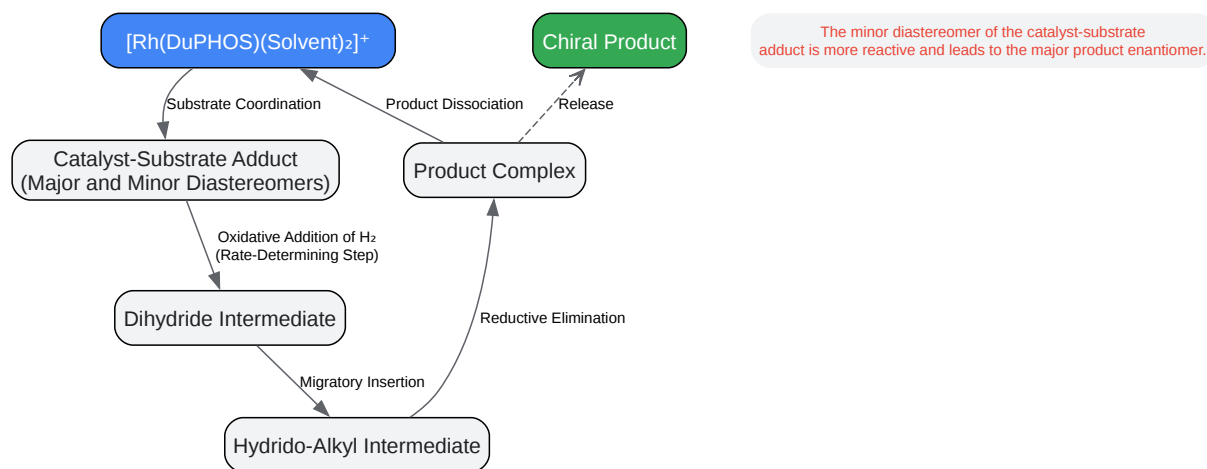 [Rh(DuPHOS)(Solvent)₂]⁺
Chiral Product
The minor diastereomer of the catalyst-substrate
adduct is more reactive and leads to the major product enantiomer.
Substrate Coordination
Product Dissociation
Release
Catalyst-Substrate Adduct
(Major and Minor Diastereomers)
Product Complex
Oxidative Addition of H₂
(Rate-Determining Step)
Dihydride Intermediate
Reductive Elimination
Migratory Insertion
Hydrido-Alkyl Intermediate